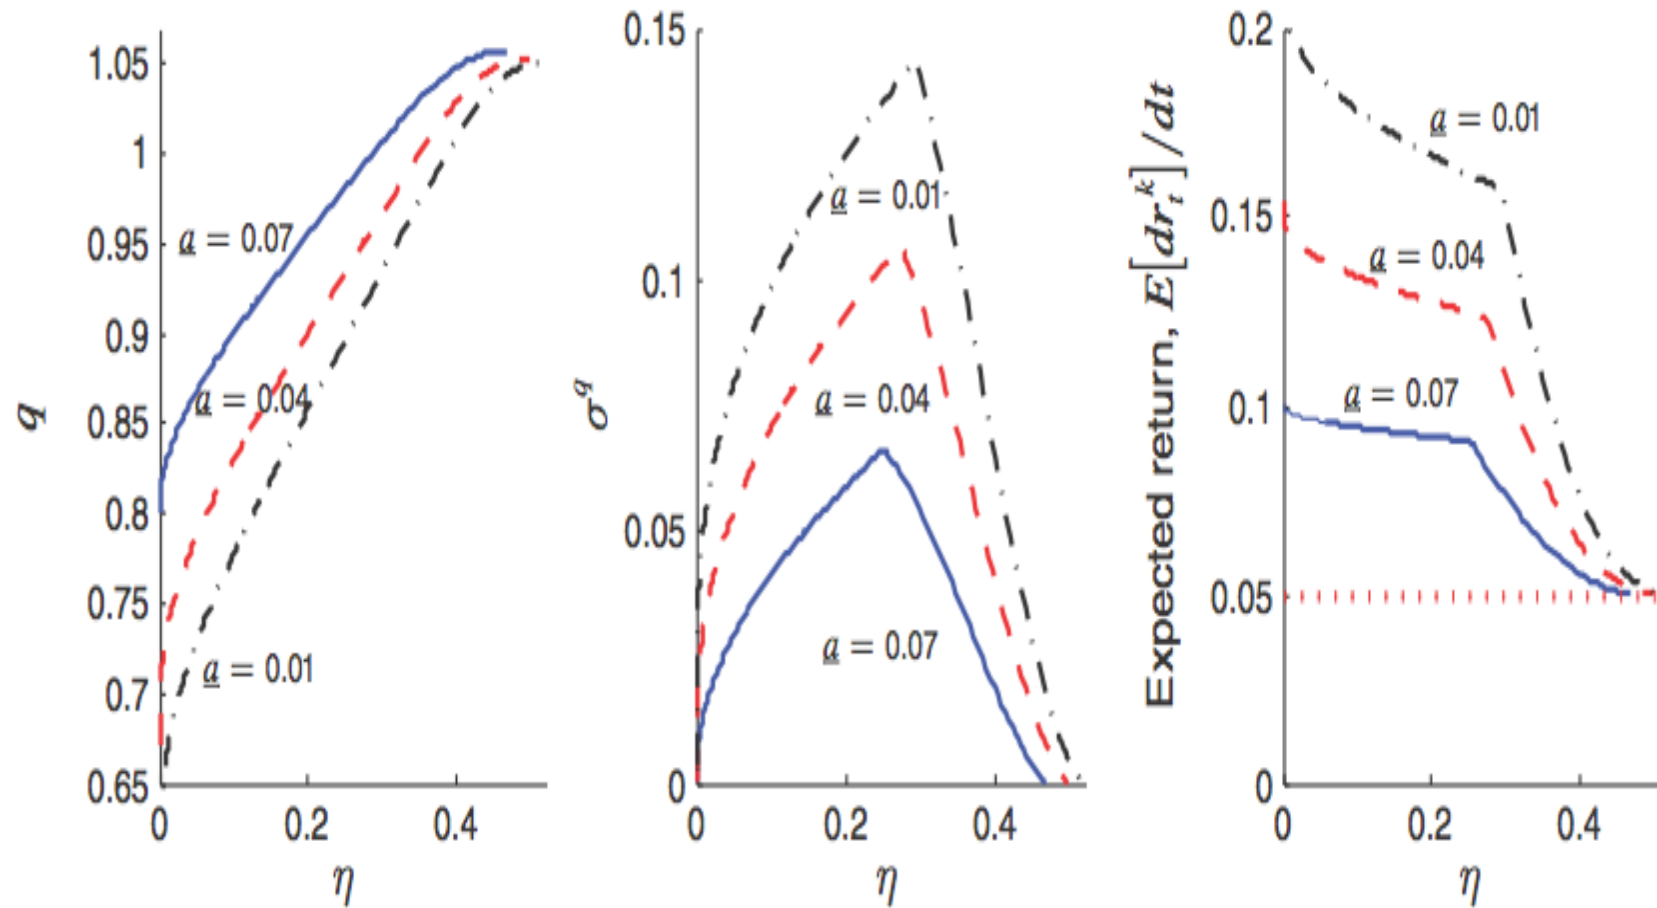 q
1.05
1
0.95
0.9
0.85
0.8
0.75
0.7
0.65
0
0.2
0.4
η
a = 0.07
a = 0.04
a = 0.01
σ^q
0.15
0.1
0.05
0
0
0.2
0.4
η
a = 0.01
a = 0.04
a = 0.07
Expected return, E[dr_t^k]/dt
0.2
0.15
0.1
0.05
0
0
0.2
0.4
η
a = 0.01
a = 0.04
a = 0.07